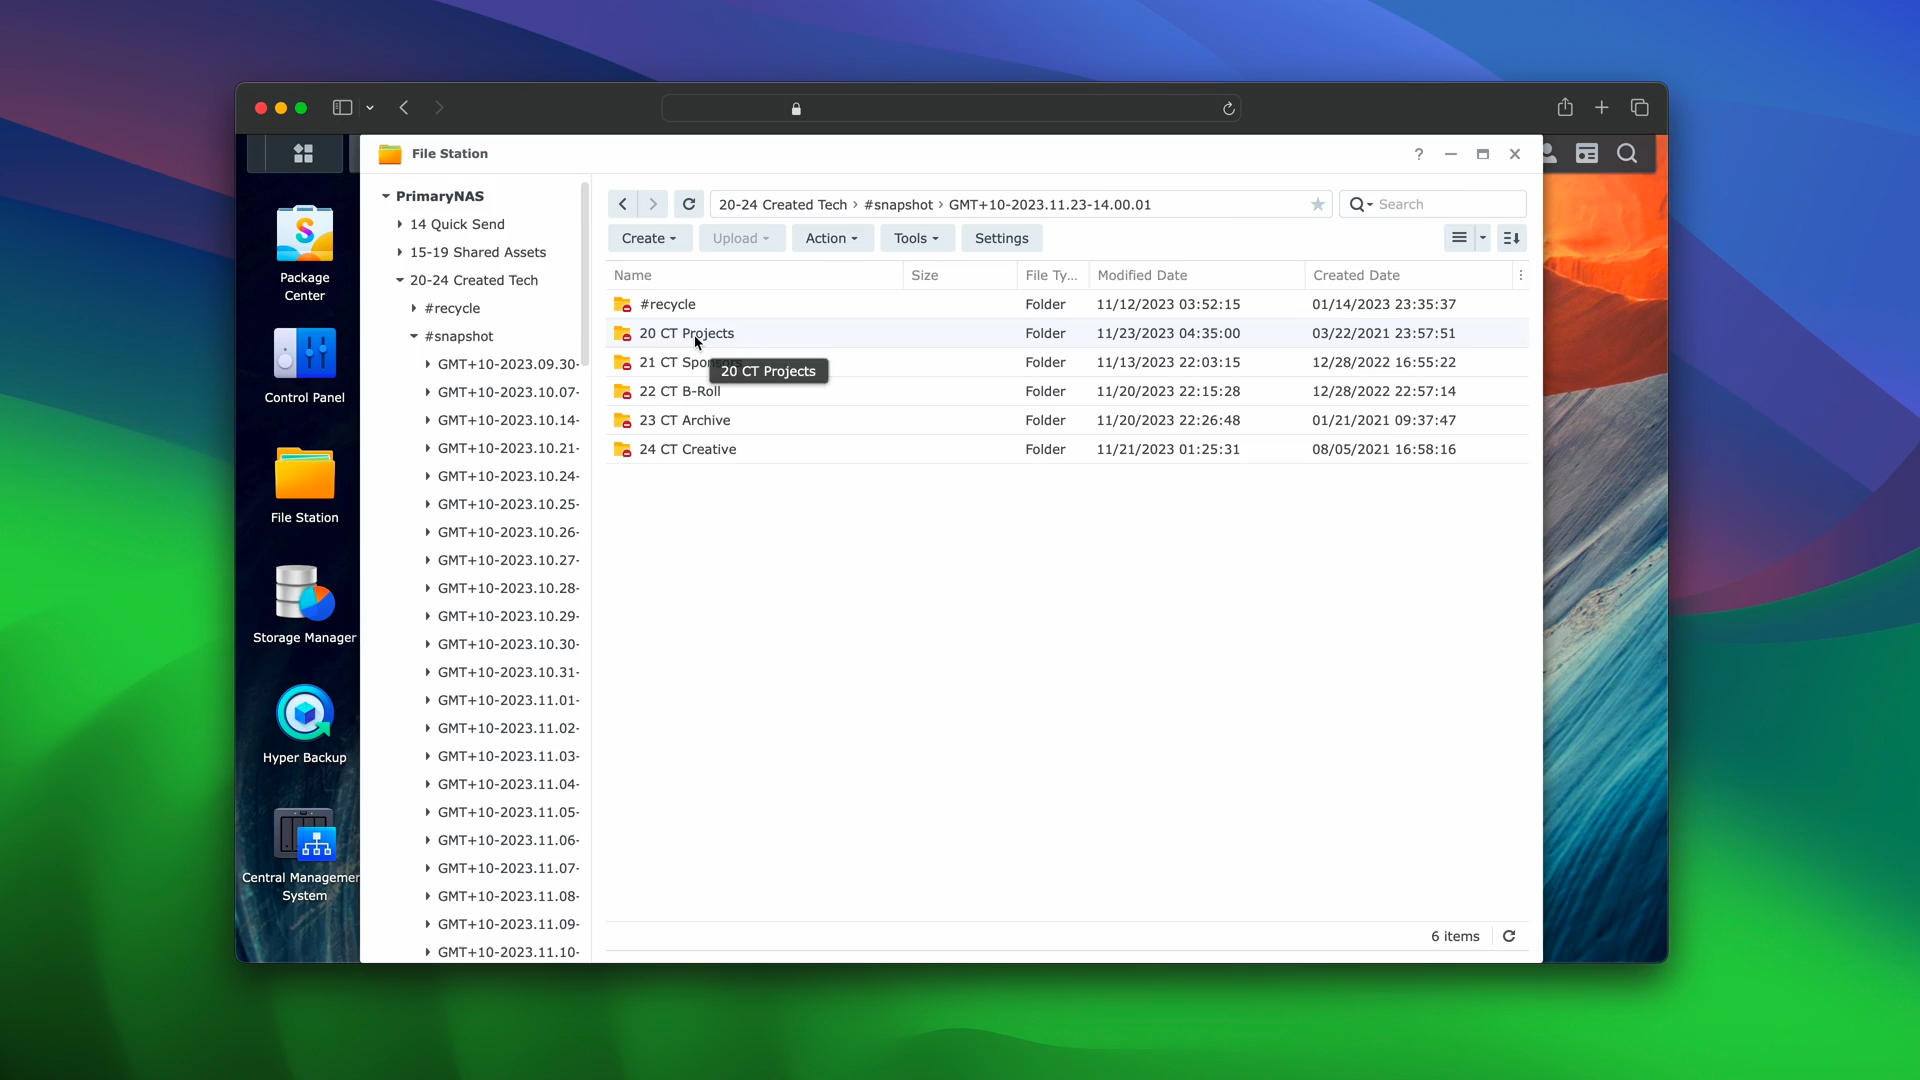 File Station
?
Package
Center
Control Panel
File Station
Storage Manager
Hyper Backup
Central Managemer
System
PrimaryNAS
14 Quick Send
15-19 Shared Assets
20-24 Created Tech
#recycle
#snapshot
GMT+10-2023.09.30-
GMT+10-2023.10.07-
GMT+10-2023.10.14-
GMT+10-2023.10.21-
GMT+10-2023.10.24-
GMT+10-2023.10.25-
GMT+10-2023.10.26-
GMT+10-2023.10.27-
GMT+10-2023.10.28-
GMT+10-2023.10.29-
GMT+10-2023.10.30-
GMT+10-2023.10.31-
GMT+10-2023.11.01-
GMT+10-2023.11.02-
GMT+10-2023.11.03-
GMT+10-2023.11.04-
GMT+10-2023.11.05-
GMT+10-2023.11.06-
GMT+10-2023.11.07-
GMT+10-2023.11.08-
GMT+10-2023.11.09-
GMT+10-2023.11.10-
20-24 Created Tech › #snapshot › GMT+10-2023.11.23-14.00.01
Search
Create Upload Action Tools Settings
Name Size File Ty... Modified Date Created Date
#recycle Folder 11/12/2023 03:52:15 01/14/2023 23:35:37
20 CT Projects Folder 11/23/2023 04:35:00 03/22/2021 23:57:51
21 CT Sponsors Folder 11/13/2023 22:03:15 12/28/2022 16:55:22
20 CT Projects
22 CT B-Roll Folder 11/20/2023 22:15:28 12/28/2022 22:57:14
23 CT Archive Folder 11/20/2023 22:26:48 01/21/2021 09:37:47
24 CT Creative Folder 11/21/2023 01:25:31 08/05/2021 16:58:16
6 items